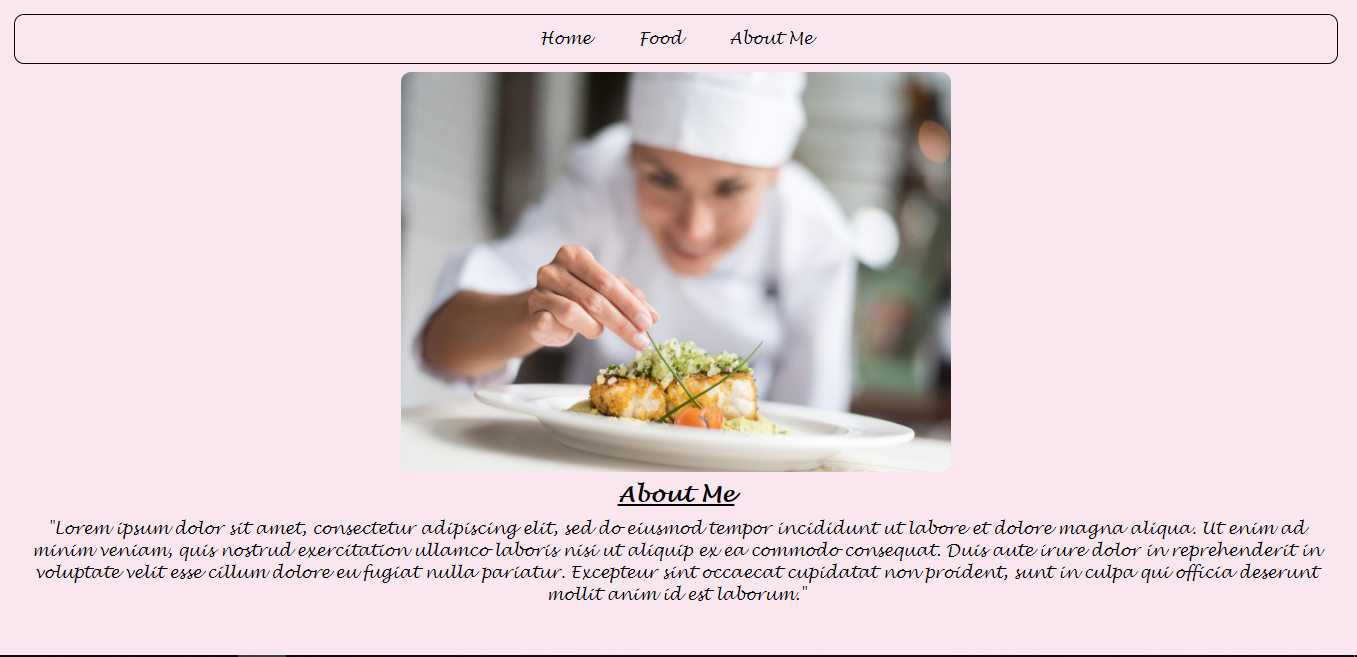 Home Food About Me
About Me
"Lorem ipsum dolor sit amet, consectetur adipiscing elit, sed do eiusmod tempor incididunt ut labore et dolore magna aliqua. Ut enim ad
minim veniam, quis nostrud exercitation ullamco laboris nisi ut aliquip ex ea commodo consequat. Duis aute irure dolor in reprehenderit in
voluptate velit esse cillum dolore eu fugiat nulla pariatur. Excepteur sint occaecat cupidatat non proident, sunt in culpa qui officia deserunt
mollit anim id est laborum."